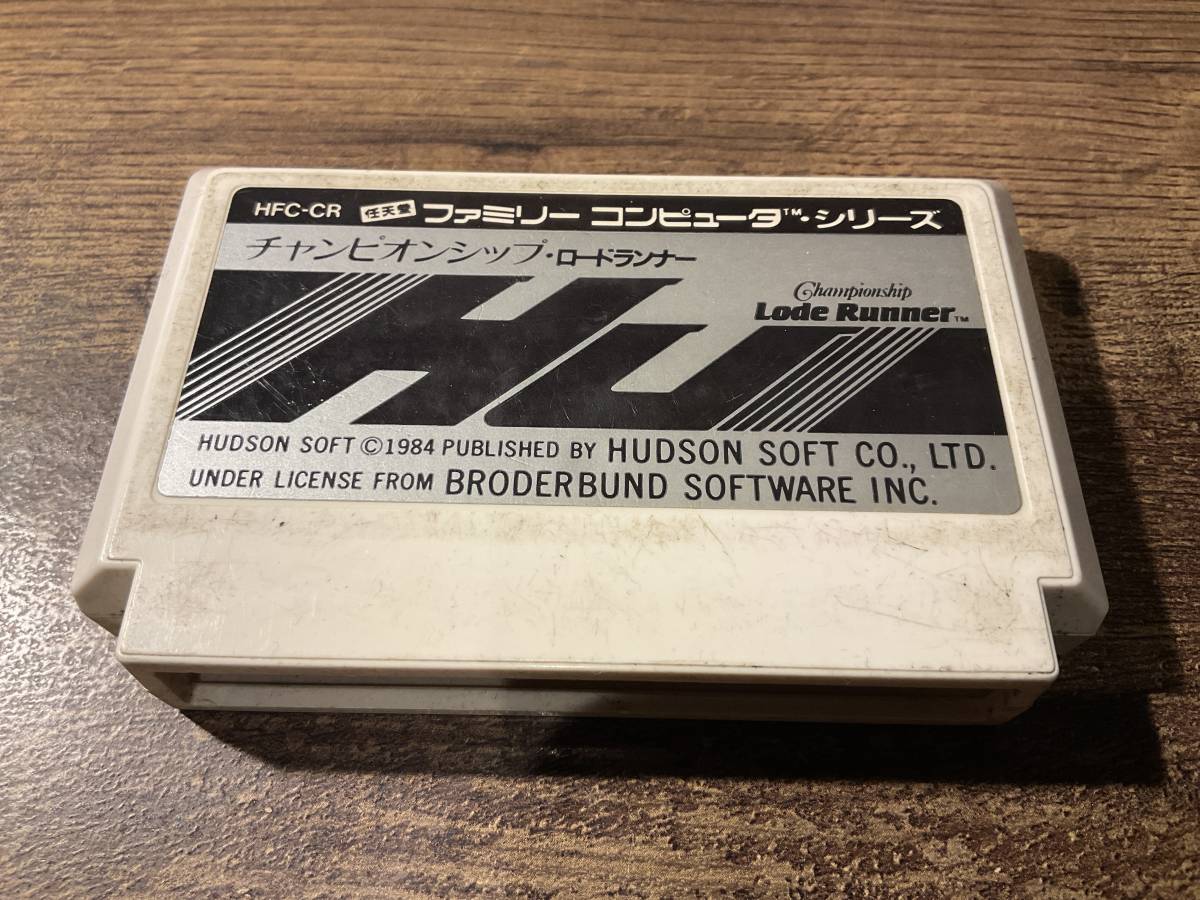 HFC-CR 任天堂 ファミリー コンピュータ™・シリーズ
チャンピオンシップ・ロードランナー
Championship
Lode Runner™
HU
HUDSON SOFT ©1984 PUBLISHED BY HUDSON SOFT CO., LTD.
UNDER LICENSE FROM BRODERBUND SOFTWARE INC.